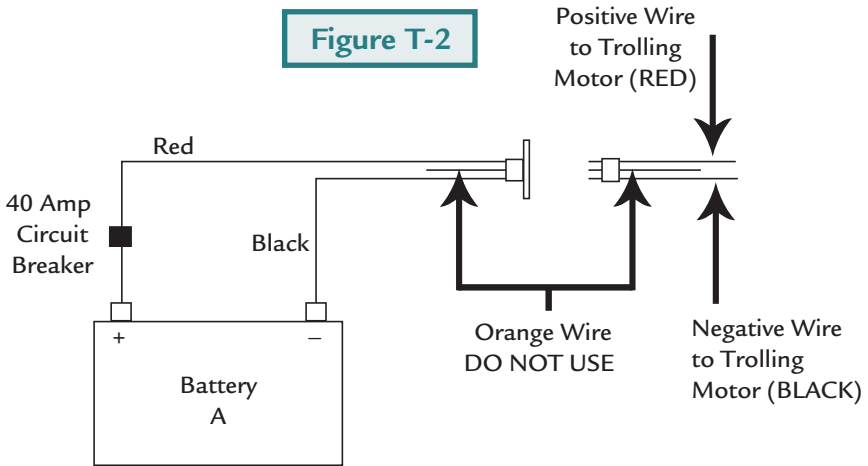 Figure T-2
Positive Wire
to Trolling
Motor (RED)
Red
40 Amp
Circuit
Breaker
Black
+
–
Battery
A
Orange Wire
DO NOT USE
Negative Wire
to Trolling
Motor (BLACK)